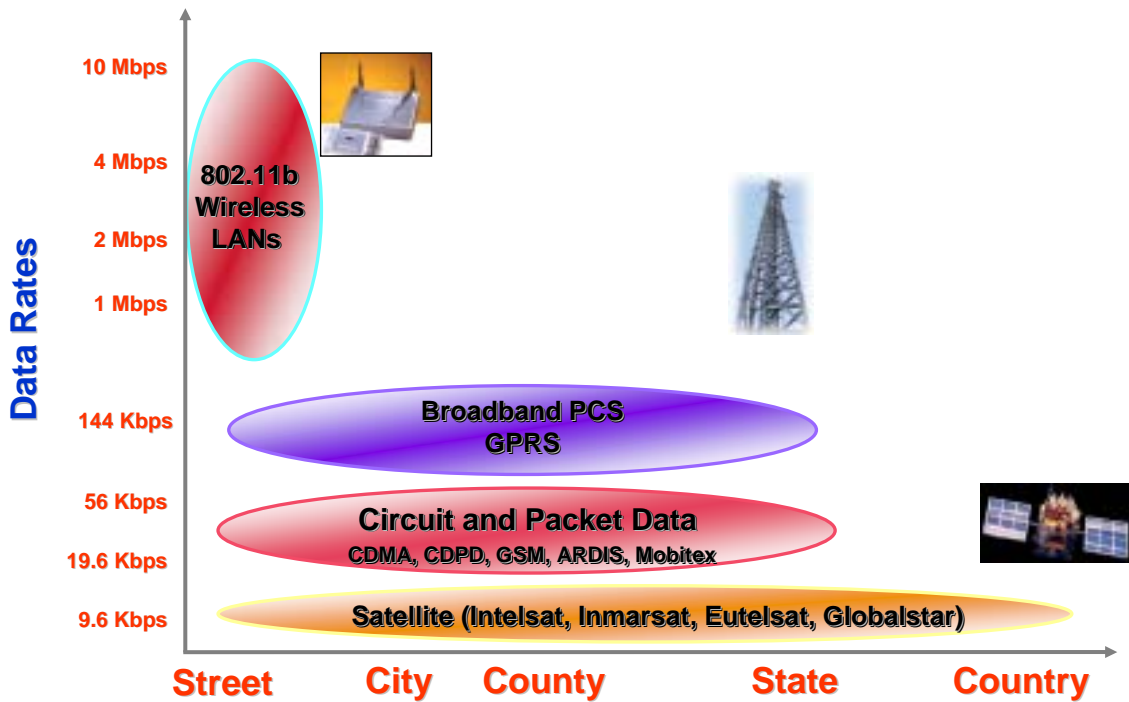 10 Mbps
4 Mbps
2 Mbps
1 Mbps
144 Kbps
56 Kbps
19.6 Kbps
9.6 Kbps
Data Rates
802.11b
Wireless
LANs
Broadband PCS
GPRS
Circuit and Packet Data
CDMA, CDPD, GSM, ARDIS, Mobitex
Satellite (Intelsat, Inmarsat, Eutelsat, Globalstar)
Street City County State Country